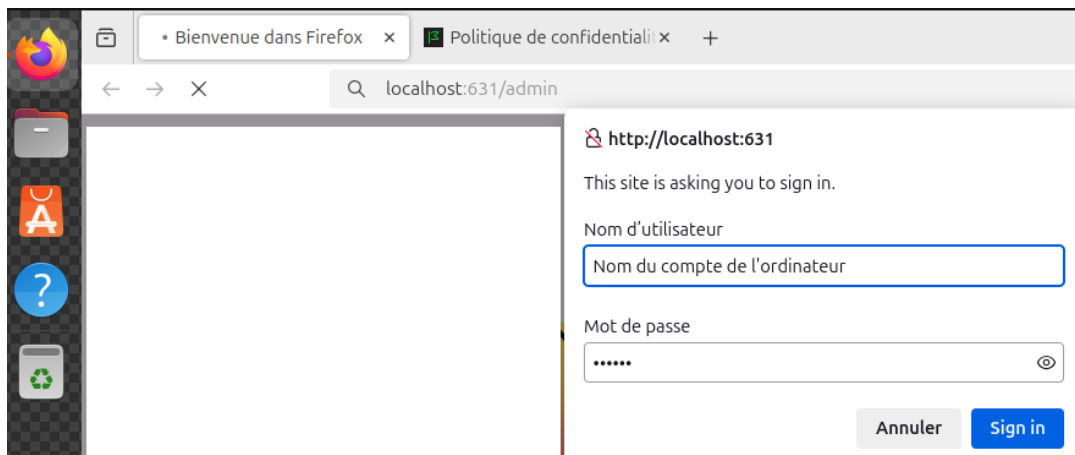 • Bienvenue dans Firefox
Politique de confidentiali
localhost:631/admin
http://localhost:631
This site is asking you to sign in.
Nom d’utilisateur
Nom du compte de l'ordinateur
Mot de passe
••••••
Annuler
Sign in